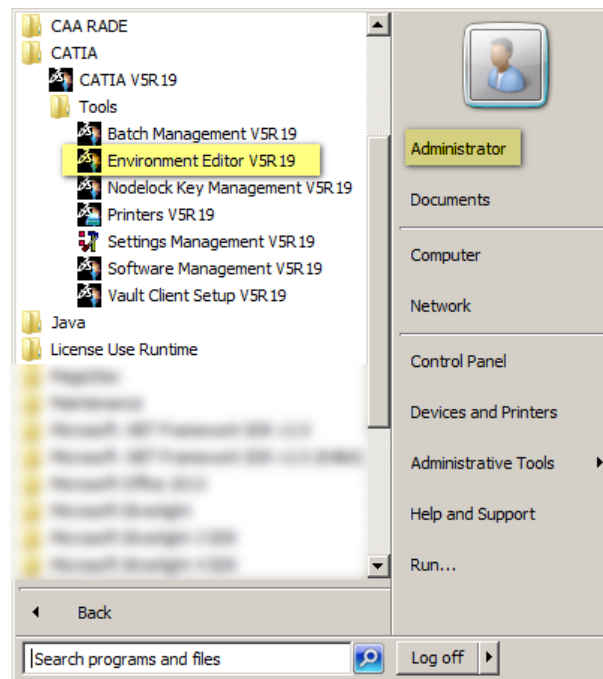 CAA RADE
CATIA
CATIA V5R19
Tools
Batch Management V5R19
Environment Editor V5R19
Nodelock Key Management V5R19
Printers V5R19
Settings Management V5R19
Software Management V5R19
Vault Client Setup V5R19
Java
License Use Runtime
Back
Search programs and files
Administrator
Documents
Computer
Network
Control Panel
Devices and Printers
Administrative Tools
Help and Support
Run...
Log off